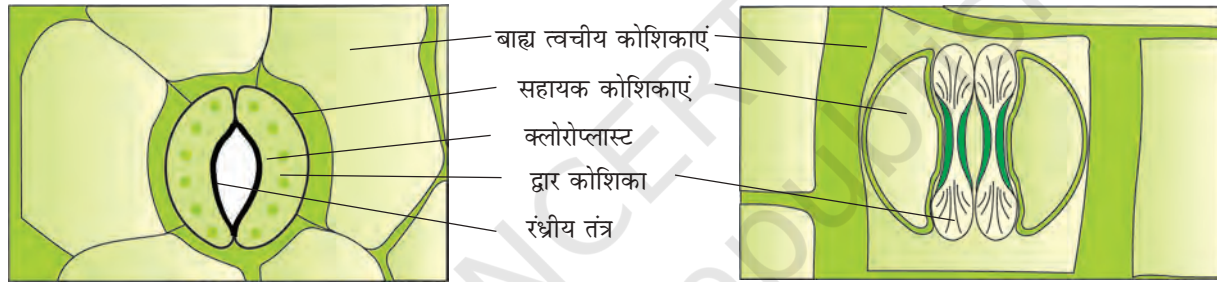 बाह्य त्वचीय कोशिकाएं
सहायक कोशिकाएं
क्लोरोप्लास्ट
द्वार कोशिका
रंध्रीय तंत्र